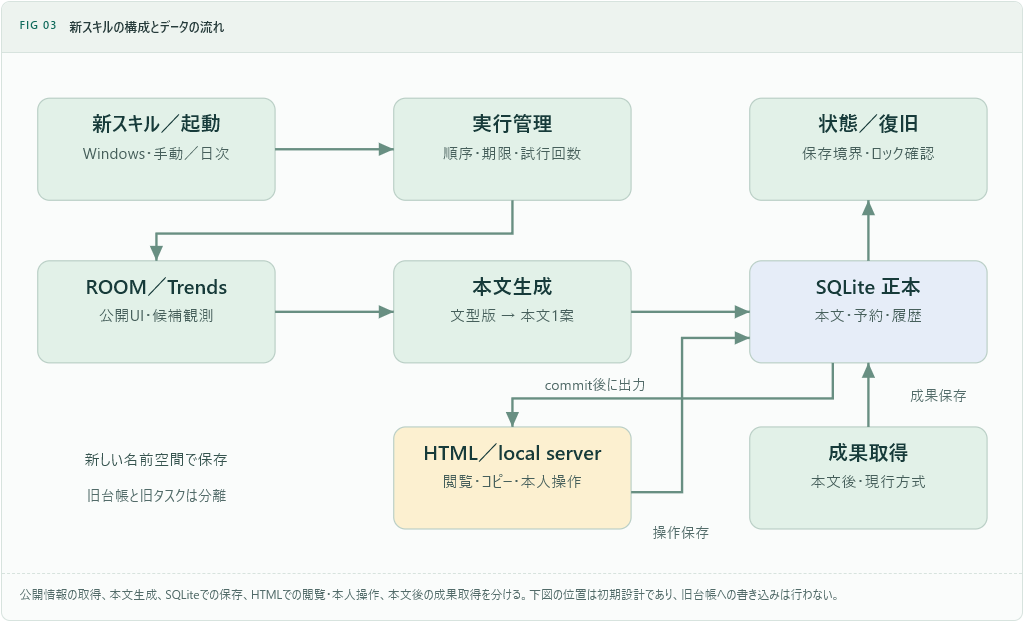 FIG 03 新スキルの構成とデータの流れ
新スキル／起動
Windows・手動／日次
実行管理
順序・期限・試行回数
状態／復旧
保存境界・ロック確認
ROOM／Trends
公開UI・候補観測
本文生成
文型版 → 本文1案
SQLite 正本
本文・予約・履歴
commit後に出力
成果保存
HTML／local server
閲覧・コピー・本人操作
成果取得
本文後・現行方式
新しい名前空間で保存
旧台帳と旧タスクは分離
操作保存
公開情報の取得、本文生成、SQLiteでの保存、HTMLでの閲覧・本人操作、本文後の成果取得を分ける。下図の位置は初期設計であり、旧台帳への書き込みは行わない。